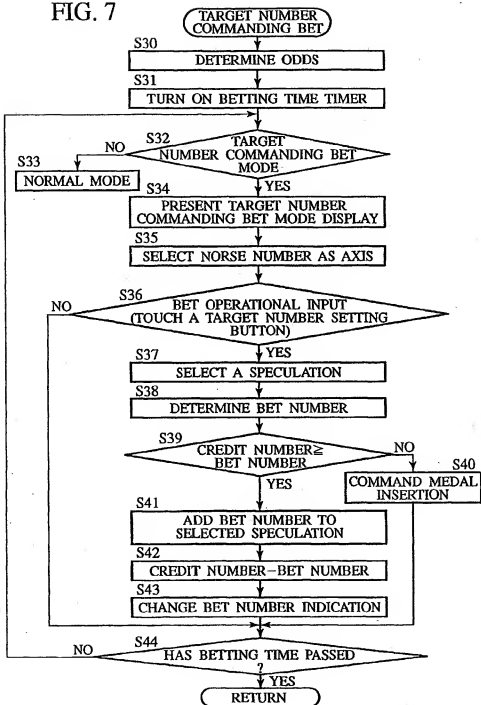 FIG. 7
TARGET NUMBER
COMMANDING BET
S30
DETERMINE ODDS
S31
TURN ON BETTING TIME TIMER
S32
NO
TARGET
NUMBER COMMANDING BET
MODE
S33
NORMAL MODE
YES
S34
PRESENT TARGET NUMBER
COMMANDING BET MODE DISPLAY
S35
SELECT NORSE NUMBER AS AXIS
S36
NO
BET OPERATIONAL INPUT
(TOUCH A TARGET NUMBER SETTING
BUTTON)
YES
S37
SELECT A SPECULATION
S38
DETERMINE BET NUMBER
S39
CREDIT NUMBER≧
BET NUMBER
NO
S40
COMMAND MEDAL
INSERTION
YES
S41
ADD BET NUMBER TO
SELECTED SPECULATION
S42
CREDIT NUMBER−BET NUMBER
S43
CHANGE BET NUMBER INDICATION
S44
NO
HAS BETTING TIME PASSED
?
YES
RETURN